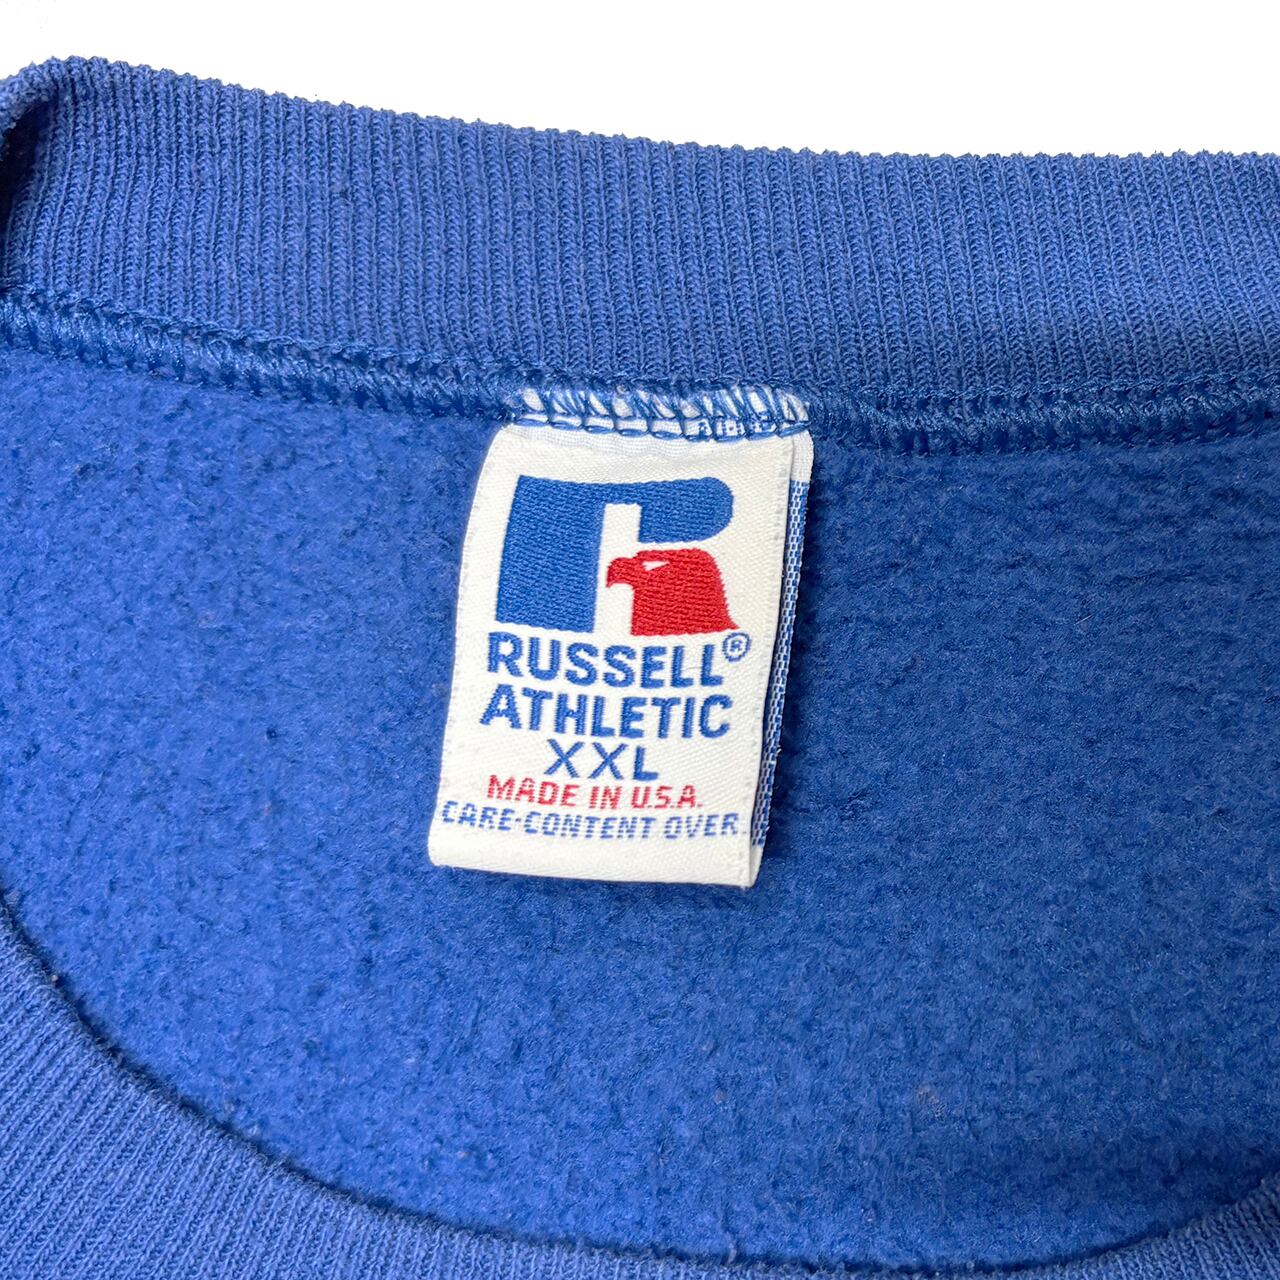 RUSSELL®
ATHLETIC
XXL
MADE IN U.S.A.
CARE-CONTENT OVER